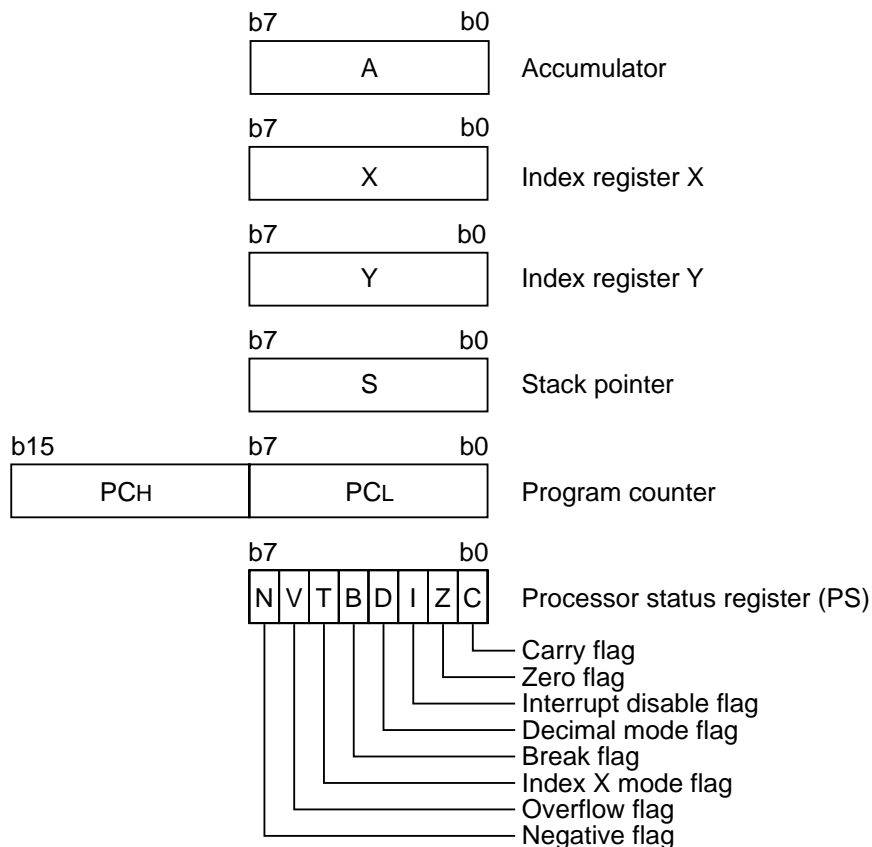 b7 b0
A Accumulator
b7 b0
X Index register X
b7 b0
Y Index register Y
b7 b0
S Stack pointer
b15 b7 b0
PCH PCL Program counter
b7 b0
N V T B D I Z C Processor status register (PS)
Carry flag
Zero flag
Interrupt disable flag
Decimal mode flag
Break flag
Index X mode flag
Overflow flag
Negative flag